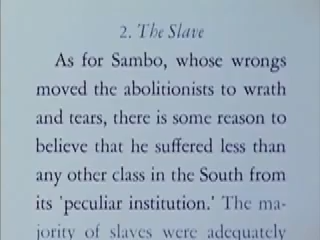 2. The Slave
As for Sambo, whose wrongs
moved the abolitionists to wrath
and tears, there is some reason to
believe that he suffered less than
any other class in the South from
its 'peculiar institution.' The ma-
jority of slaves were adequately